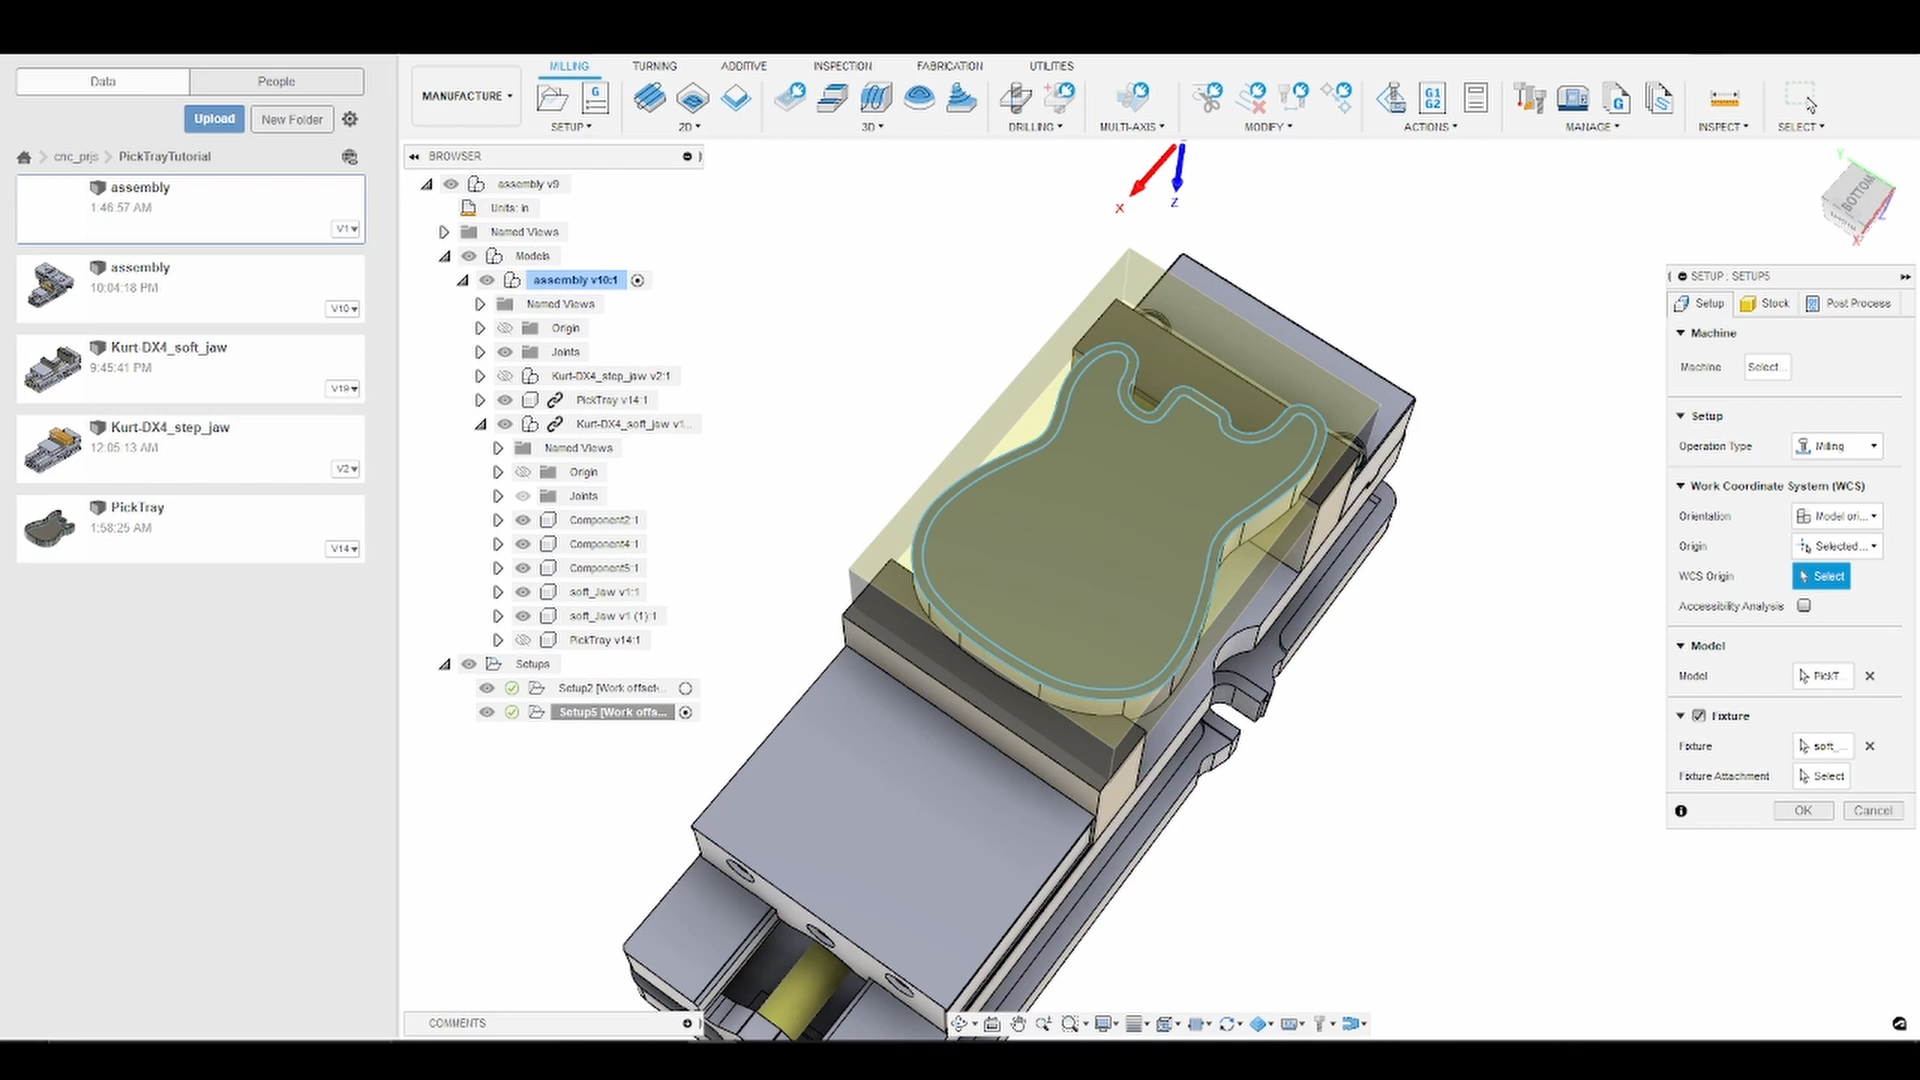 Data
People
Upload
New Folder
cnc_prjs
PickTrayTutorial
assembly
1:46:57 AM
V1
assembly
10:04:18 PM
V10
Kurt-DX4_soft_jaw
9:45:41 PM
V19
Kurt-DX4_step_jaw
12:05:13 AM
V2
PickTray
1:58:25 AM
V14
MANUFACTURE
MILLING
TURNING
ADDITIVE
INSPECTION
FABRICATION
UTILITIES
G
G1
G2
G
SETUP
2D
3D
DRILLING
MULTI-AXIS
MODIFY
ACTIONS
MANAGE
INSPECT
SELECT
BROWSER
assembly v9
Units: in
Named Views
Models
assembly v10:1
Named Views
Origin
Joints
Kurt-DX4_step_jaw v2:1
PickTray v14:1
Kurt-DX4_soft_jaw v1...
Named Views
Origin
Joints
Component2:1
Component4:1
Component5:1
soft_Jaw v1:1
soft_Jaw v1 (1):1
PickTray v14:1
Setups
Setup2 [Work offset-...
Setup5 [Work offs...
COMMENTS
X
Z
Y
BOTTOM
X
Z
SETUP : SETUP5
Setup
Stock
Post Process
Machine
Machine
Select...
Setup
Operation Type
Milling
Work Coordinate System (WCS)
Orientation
Model ori...
Origin
Selected...
WCS Origin
Select
Accessibility Analysis
Model
Model
PickT...
Fixture
Fixture
soft_...
Fixture Attachment
Select
OK
Cancel